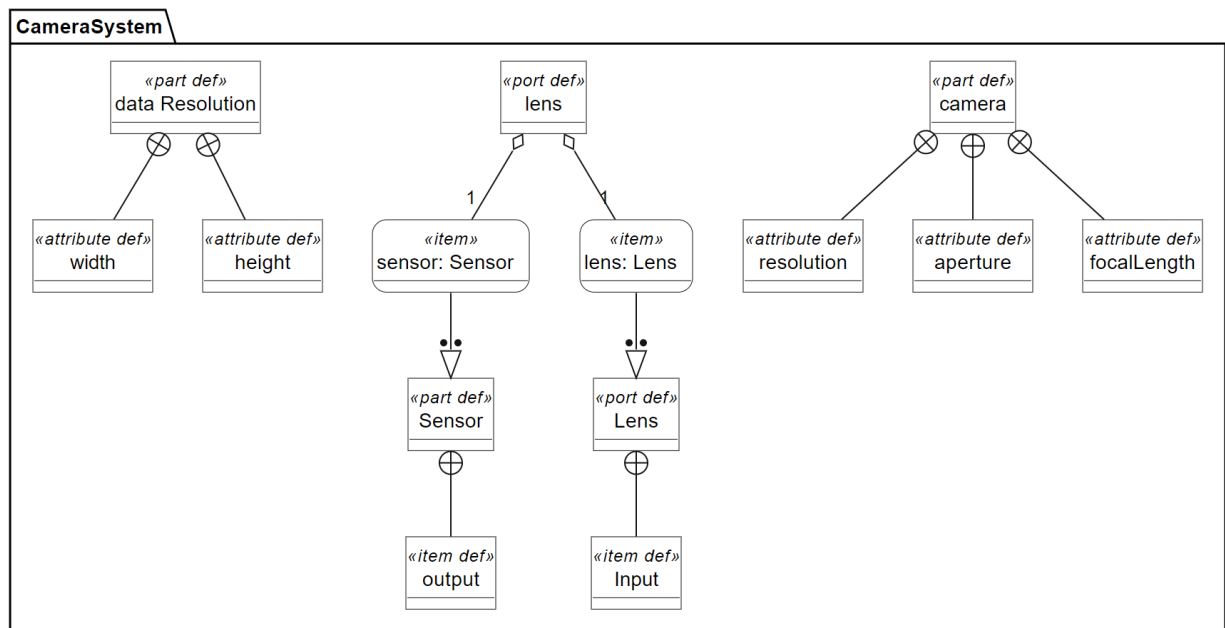 CameraSystem
«part def»
data Resolution
«port def»
lens
«part def»
camera
1
1
«attribute def»
width
«attribute def»
height
«item»
sensor: Sensor
«item»
lens: Lens
«attribute def»
resolution
«attribute def»
aperture
«attribute def»
focalLength
«part def»
Sensor
«port def»
Lens
«item def»
output
«item def»
Input